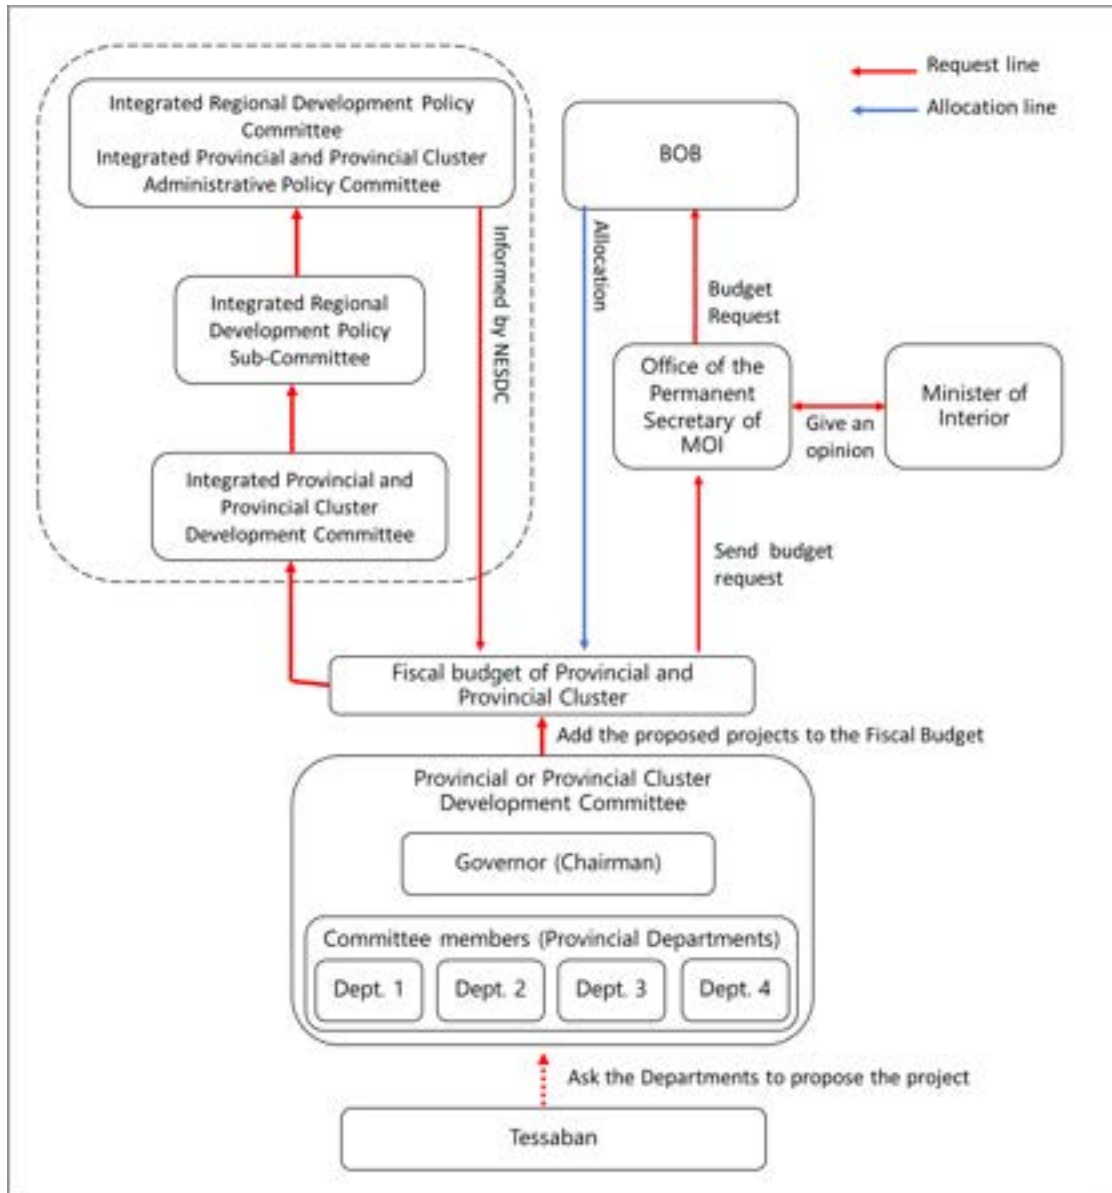 Request line
Allocation line
Integrated Regional Development Policy
Committee
Integrated Provincial and Provincial Cluster
Administrative Policy Committee
BOB
Informed by NESDC
Allocation
Integrated Regional
Development Policy
Sub-Committee
Budget
Request
Office of the
Permanent
Secretary of
MOI
Give an
opinion
Minister of
Interior
Integrated Provincial and
Provincial Cluster
Development Committee
Send budget
request
Fiscal budget of Provincial and
Provincial Cluster
Add the proposed projects to the Fiscal Budget
Provincial or Provincial Cluster
Development Committee
Governor (Chairman)
Committee members (Provincial Departments)
Dept. 1
Dept. 2
Dept. 3
Dept. 4
Ask the Departments to propose the project
Tessaban